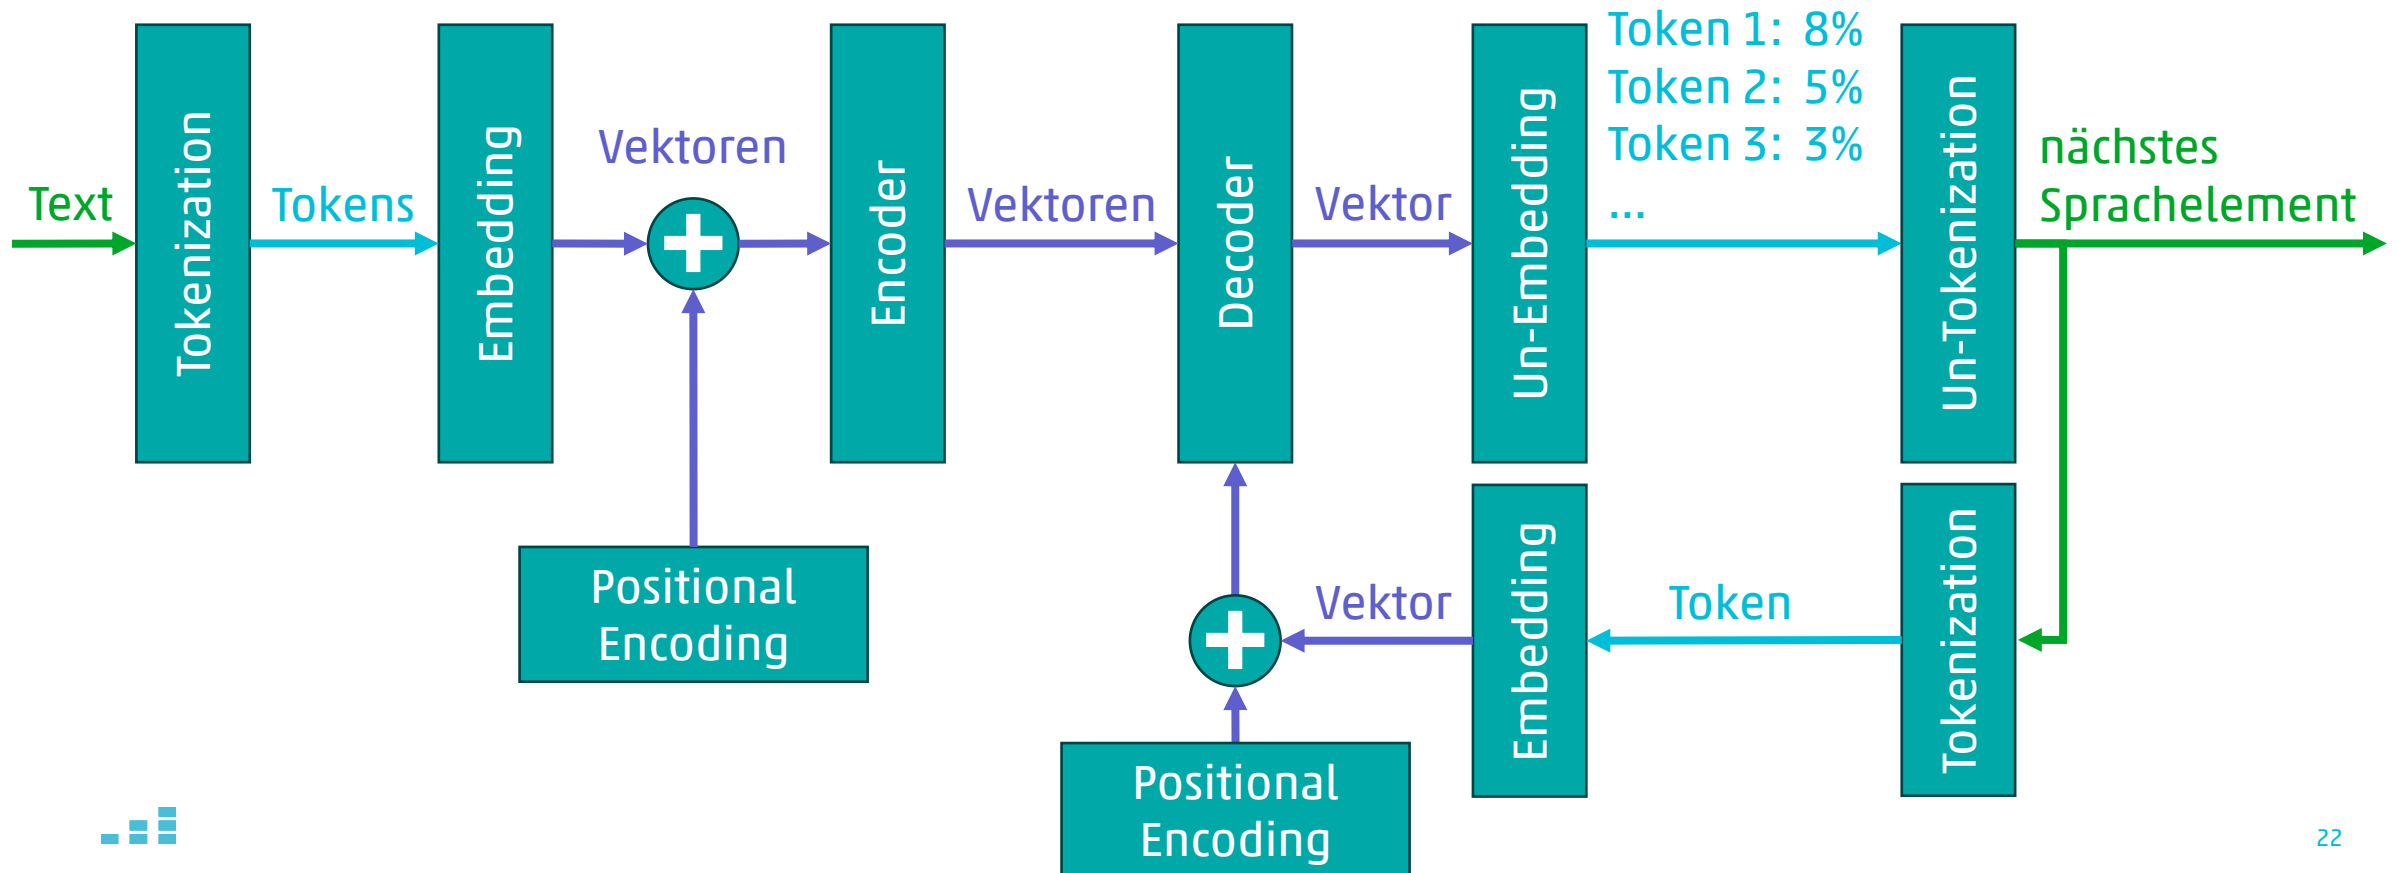 Text
Tokenization
Tokens
Embedding
Vektoren
Positional
Encoding
Encoder
Vektoren
Decoder
Vektor
Un-Embedding
Token 1: 8%
Token 2: 5%
Token 3: 3%
...
Un-Tokenization
nächstes
Sprachelement
Tokenization
Token
Embedding
Vektor
Positional
Encoding
22